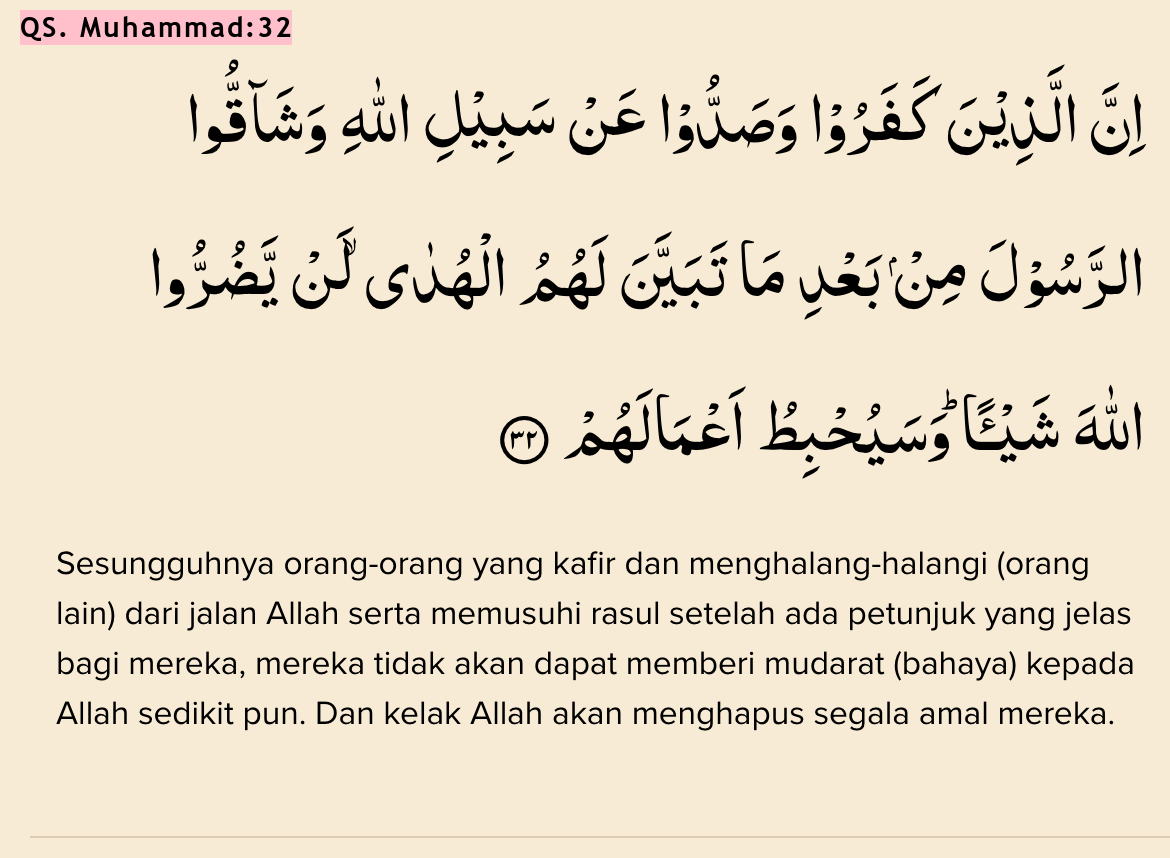 QS. Muhammad:32
اِنَّ الَّذِيْنَ كَفَرُوْا وَصَدُّوْا عَنْ سَبِيْلِ اللّٰهِ وَشَاۤقُّوا
الرَّسُوْلَ مِنْۢ بَعْدِ مَا تَبَيَّنَ لَهُمُ الْهُدٰى لَنْ يَّضُرُّوا
اللّٰهَ شَيْـًٔاۗ وَسَيُحْبِطُ اَعْمَالَهُمْ ٣٢
Sesungguhnya orang-orang yang kafir dan menghalang-halangi (orang
lain) dari jalan Allah serta memusuhi rasul setelah ada petunjuk yang jelas
bagi mereka, mereka tidak akan dapat memberi mudarat (bahaya) kepada
Allah sedikit pun. Dan kelak Allah akan menghapus segala amal mereka.